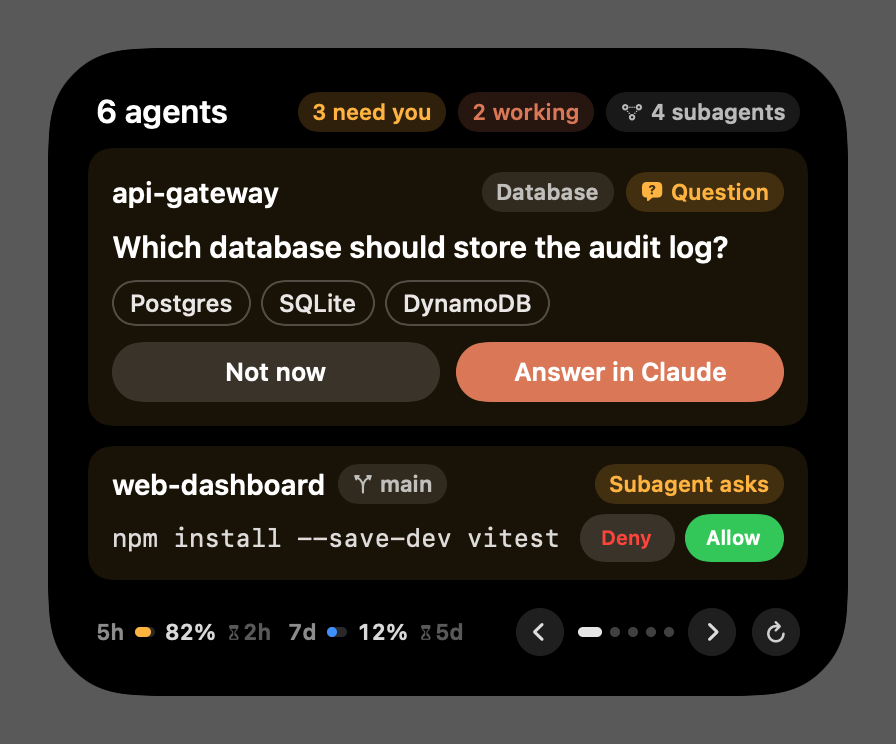 6 agents 3 need you 2 working 4 subagents
api-gateway Database Question
Which database should store the audit log?
Postgres SQLite DynamoDB
Not now Answer in Claude
web-dashboard main Subagent asks
npm install --save-dev vitest Deny Allow
5h 82% 2h 7d 12% 5d